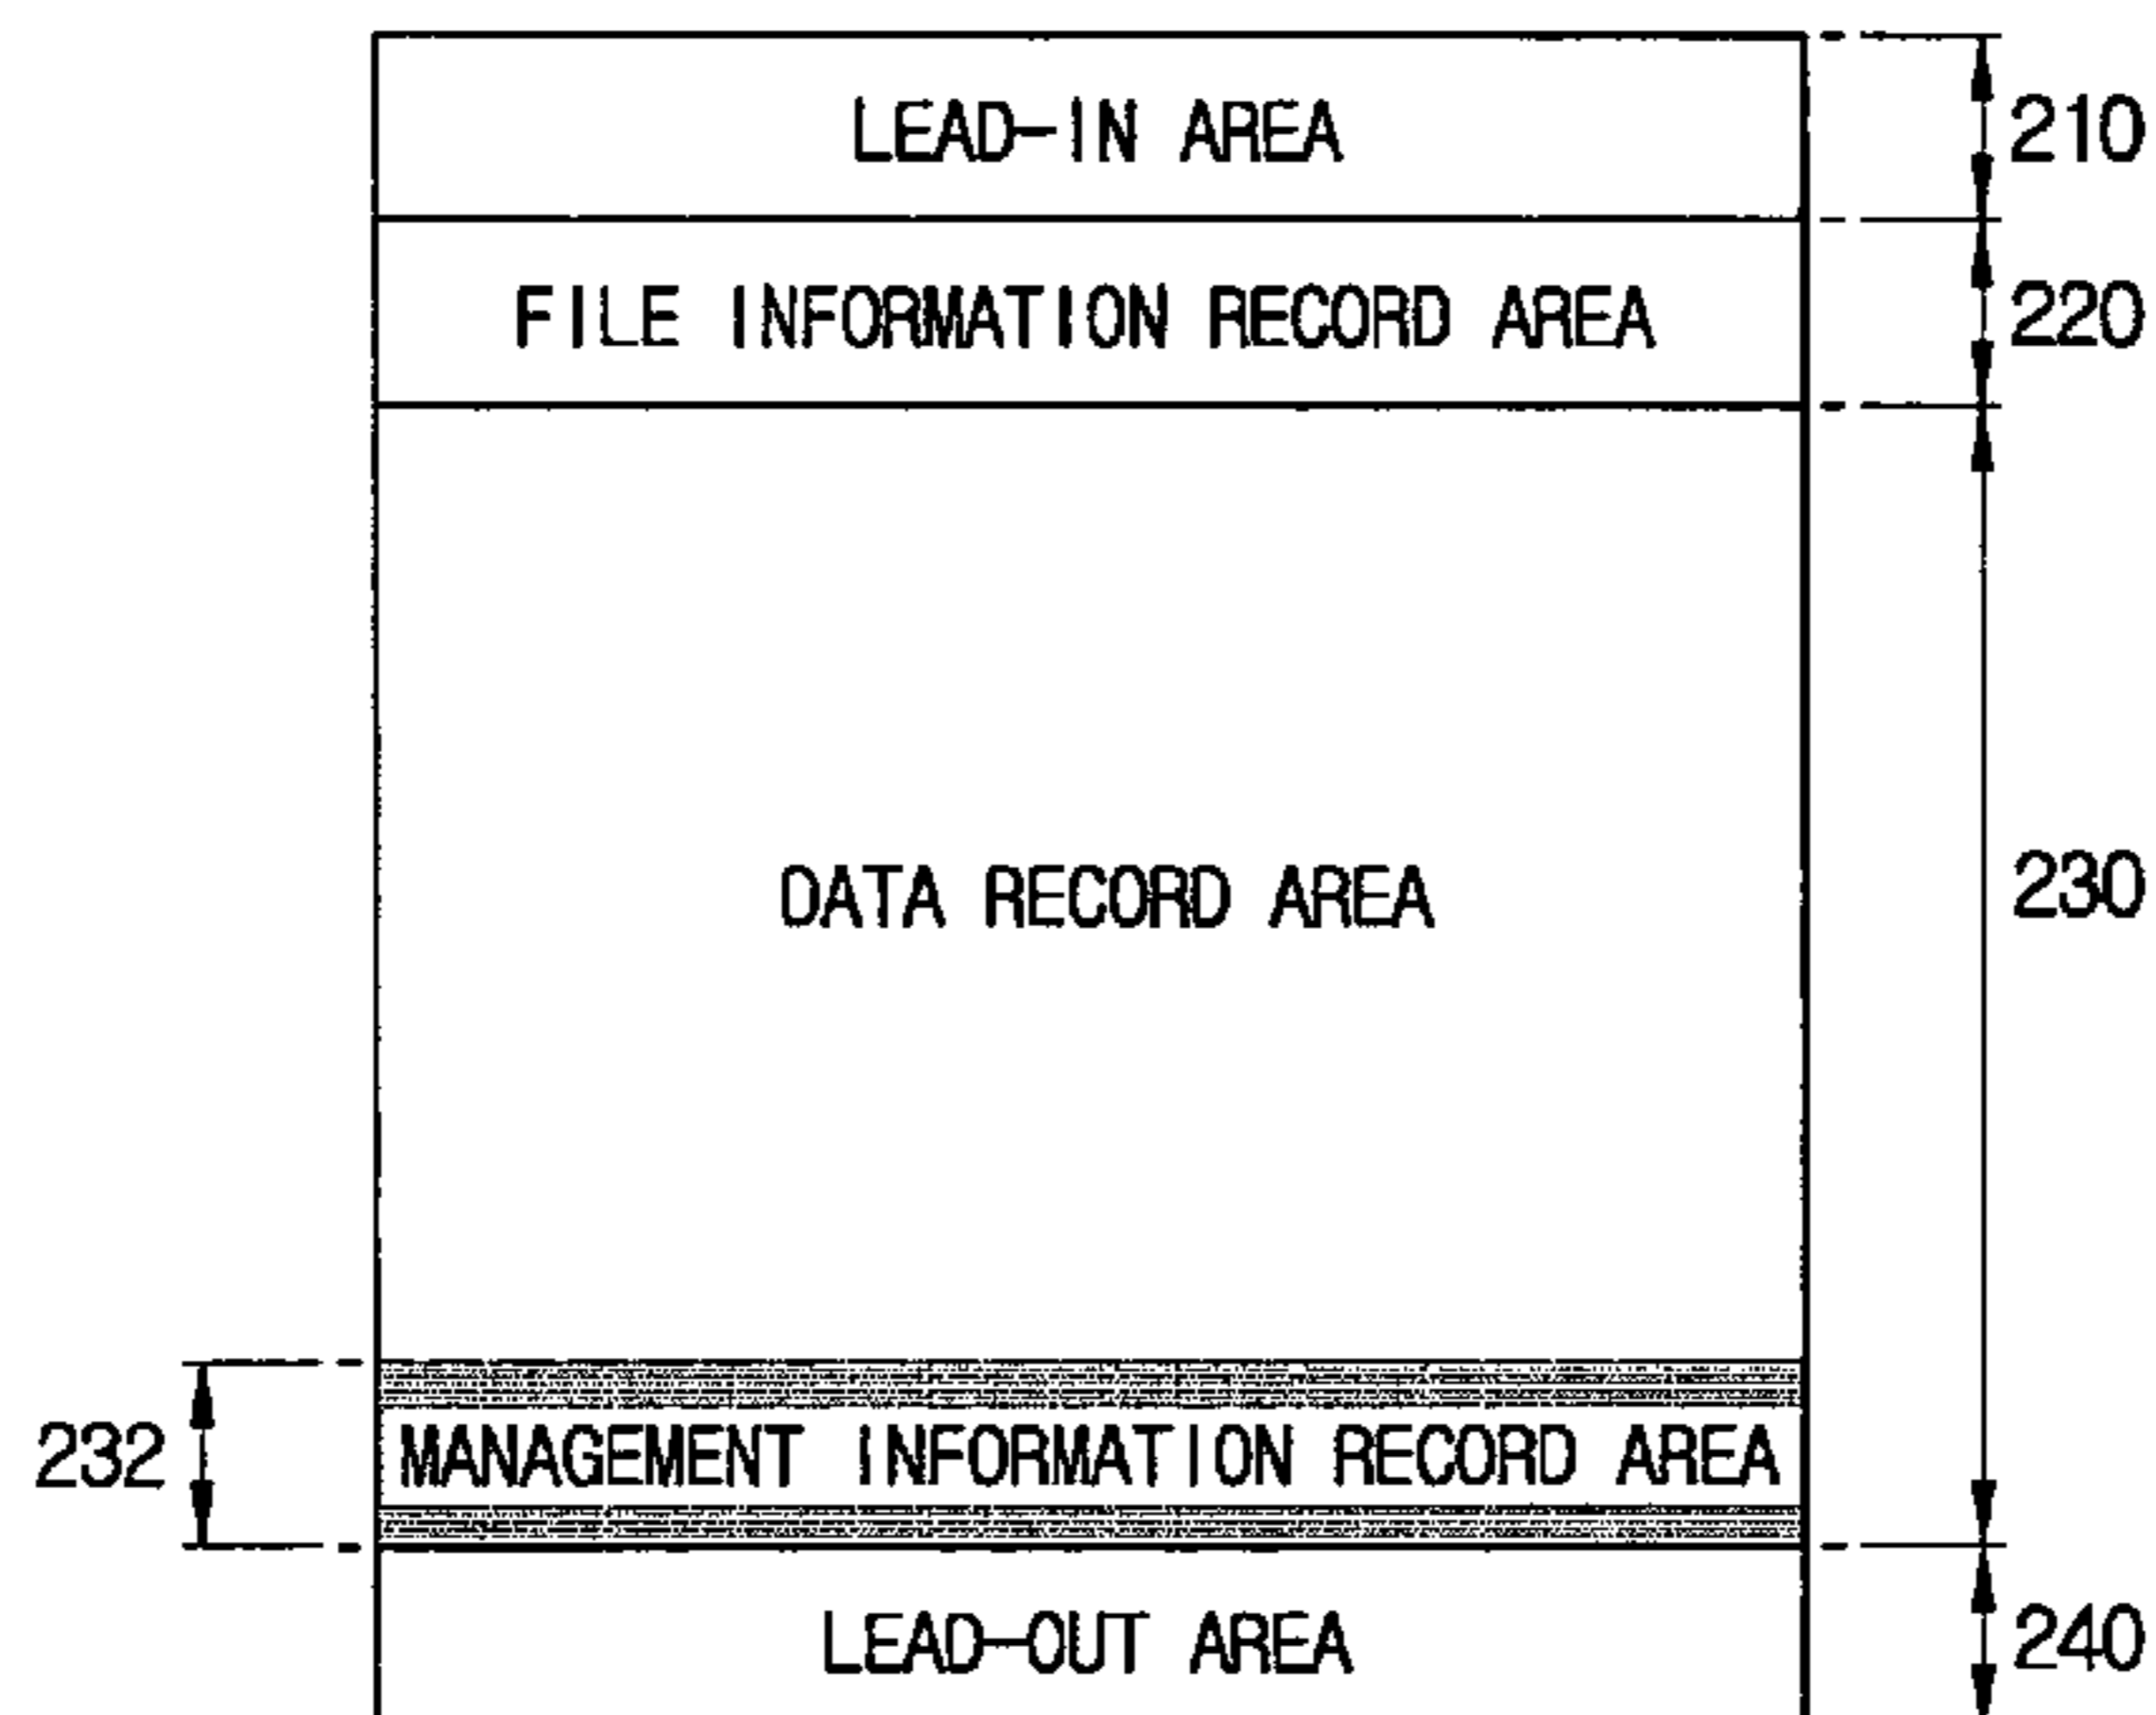 LEAD-IN AREA 210
FILE INFORMATION RECORD AREA 220
DATA RECORD AREA 230
232 MANAGEMENT INFORMATION RECORD AREA
LEAD-OUT AREA 240